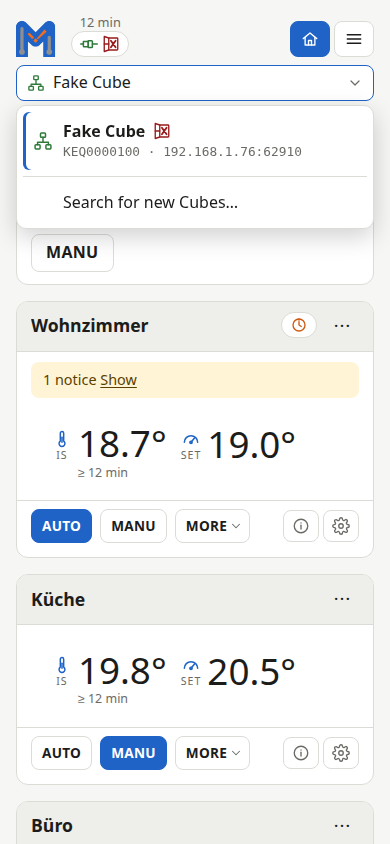 12 min
Fake Cube
Fake Cube
KEQ0000100 · 192.168.1.76:62910
Search for new Cubes...
MANU
Wohnzimmer
1 notice Show
IS 18.7° SET 19.0°
≥ 12 min
AUTO MANU MORE
Küche
IS 19.8° SET 20.5°
≥ 12 min
AUTO MANU MORE
Büro